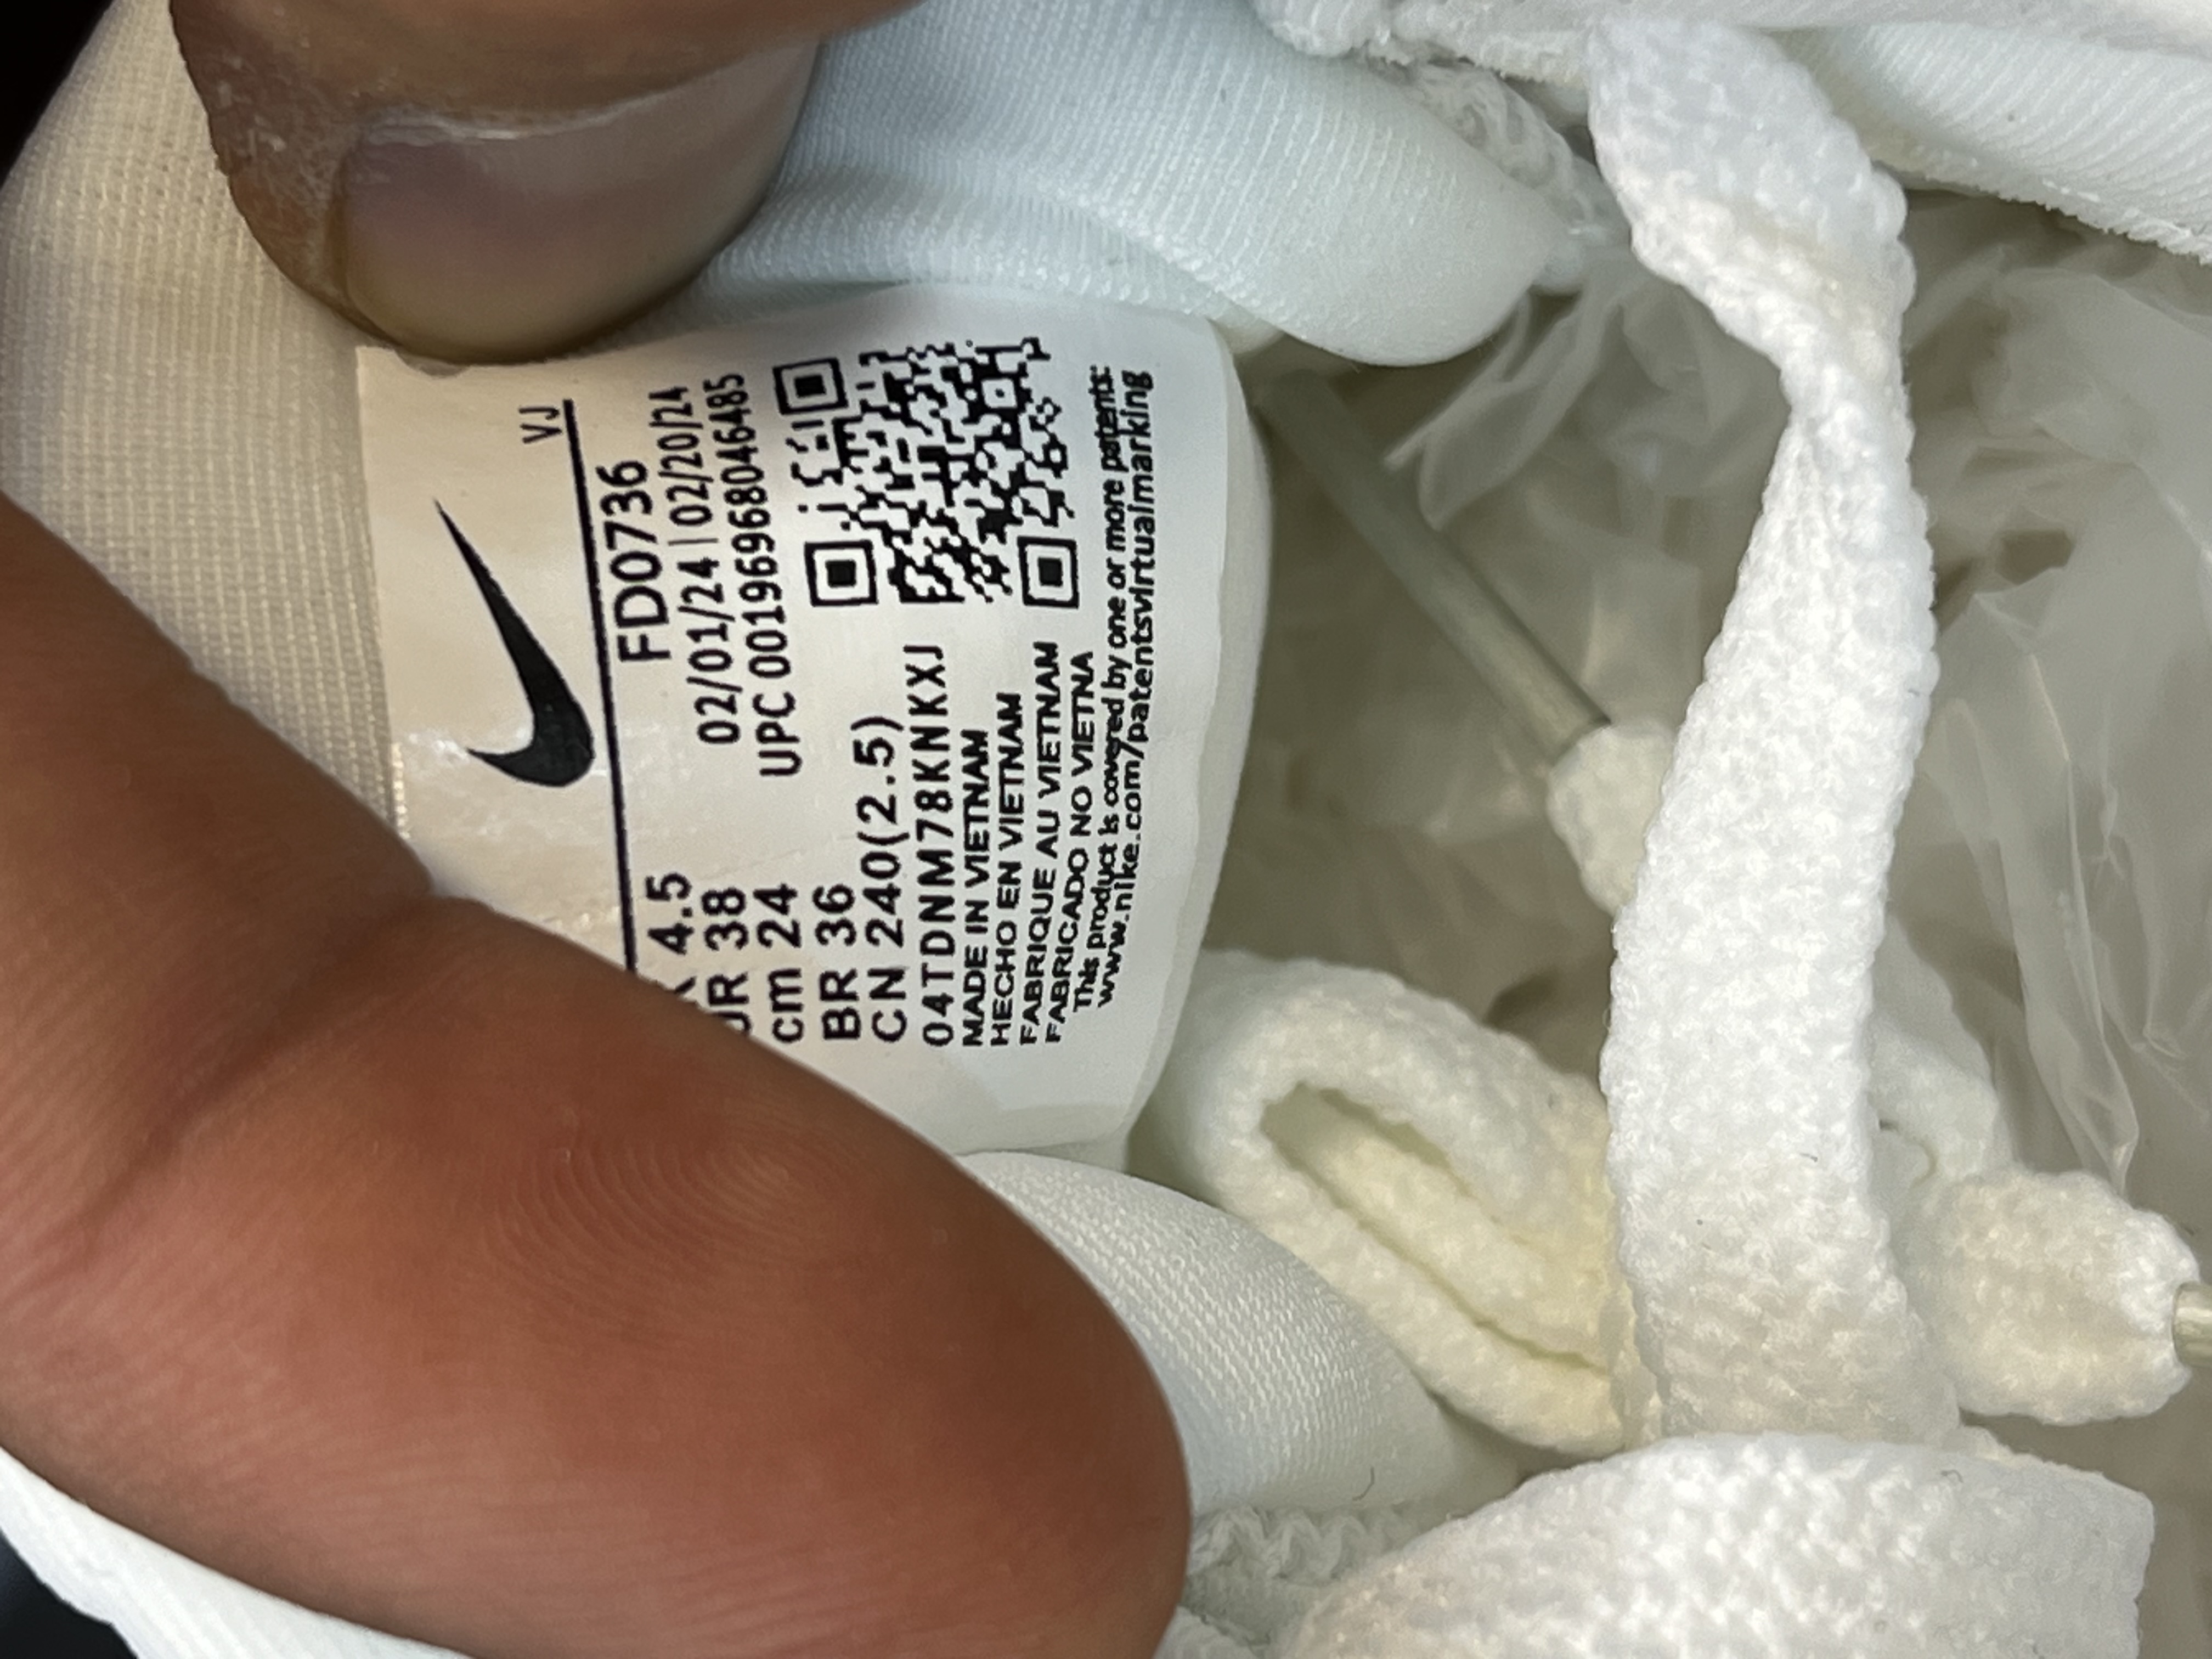 VJ
FD0736
4.5
02/01/24 | 02/20/24
38
UPC 00196968046485
cm 24
BR 36
CN 240(2.5)
04TDNM78KNKXJ
MADE IN VIETNAM
HECHO EN VIETNAM
FABRIQUE AU VIETNAM
FABRICADO NO VIETNA
This product is covered by one or more patents:
www.nike.com/patentsvirtualmarking